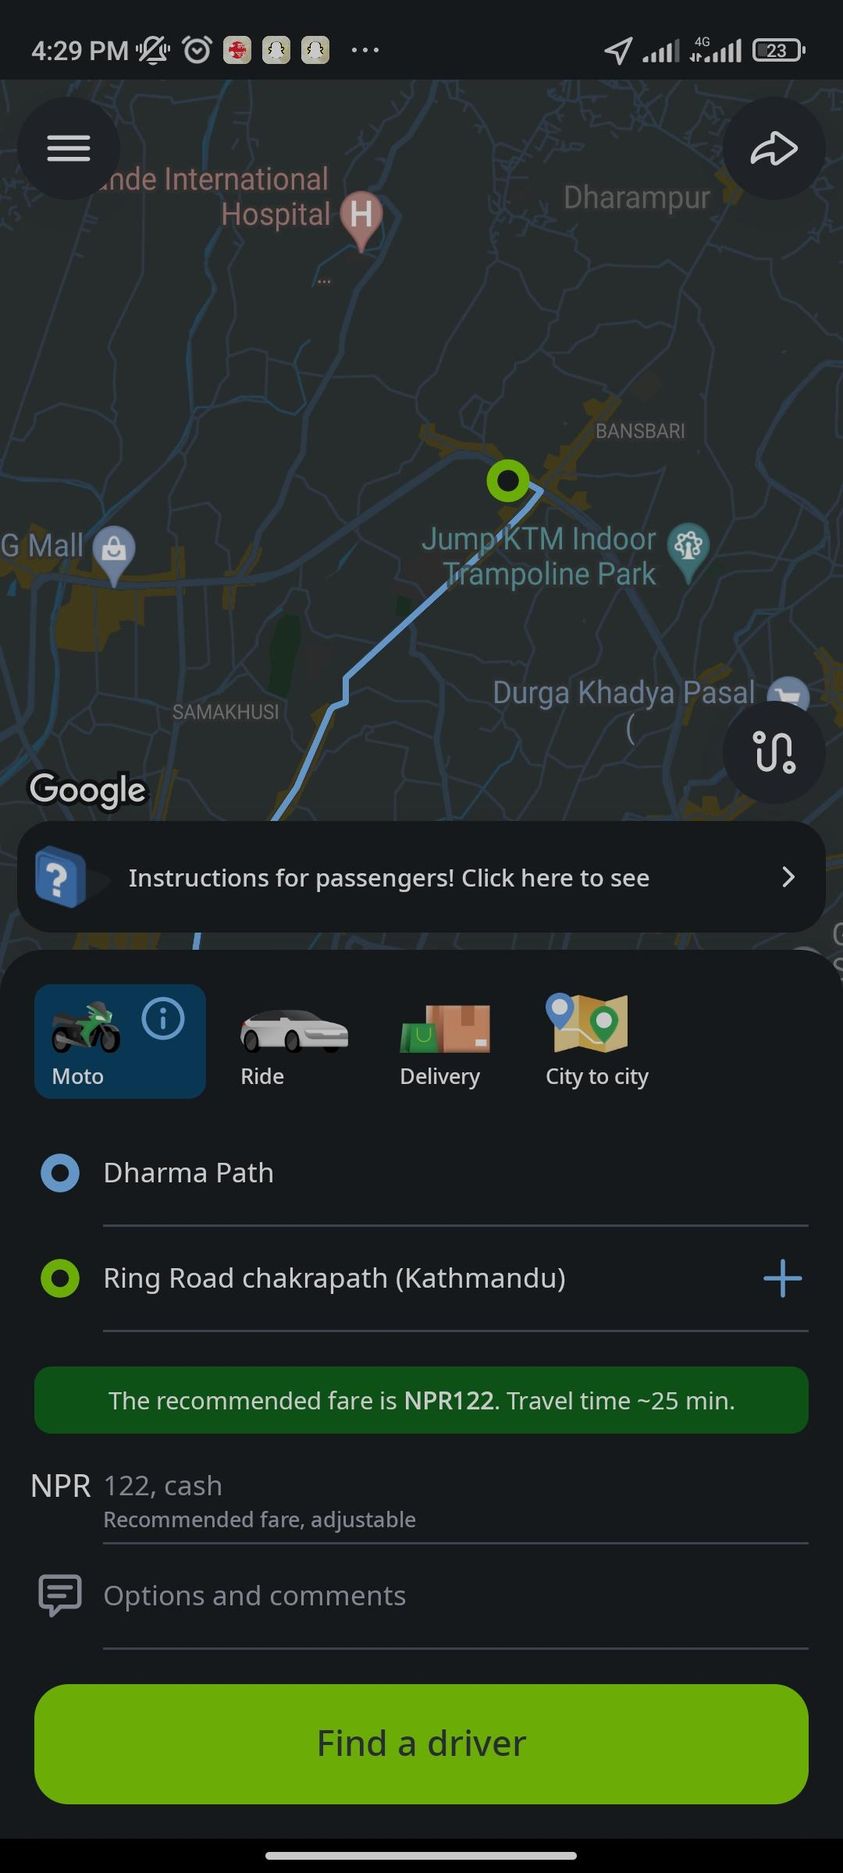 4:29 PM
4G
23
ande International
Hospital
Dharampur
...
BANSBARI
G Mall
Jump KTM Indoor
Trampoline Park
Durga Khadya Pasal
(
SAMAKHUSI
Google
Instructions for passengers! Click here to see
Moto
Ride
Delivery
City to city
Dharma Path
Ring Road chakrapath (Kathmandu)
The recommended fare is NPR122. Travel time ~25 min.
NPR 122, cash
Recommended fare, adjustable
Options and comments
Find a driver